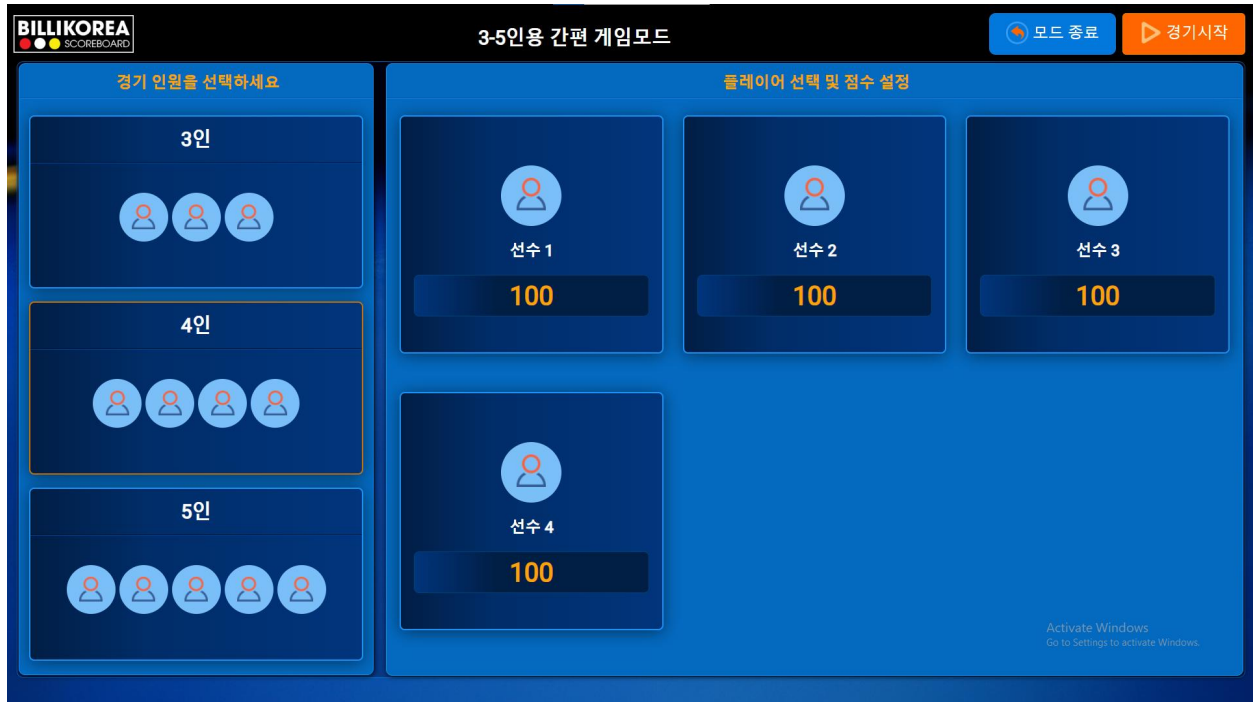 BILLIKOREA
SCOREBOARD
3-5인용 간편 게임모드
모드 종료
경기시작
경기 인원을 선택하세요
3인
4인
5인
플레이어 선택 및 점수 설정
선수 1
100
선수 2
100
선수 3
100
선수 4
100
Activate Windows
Go to Settings to activate Windows.